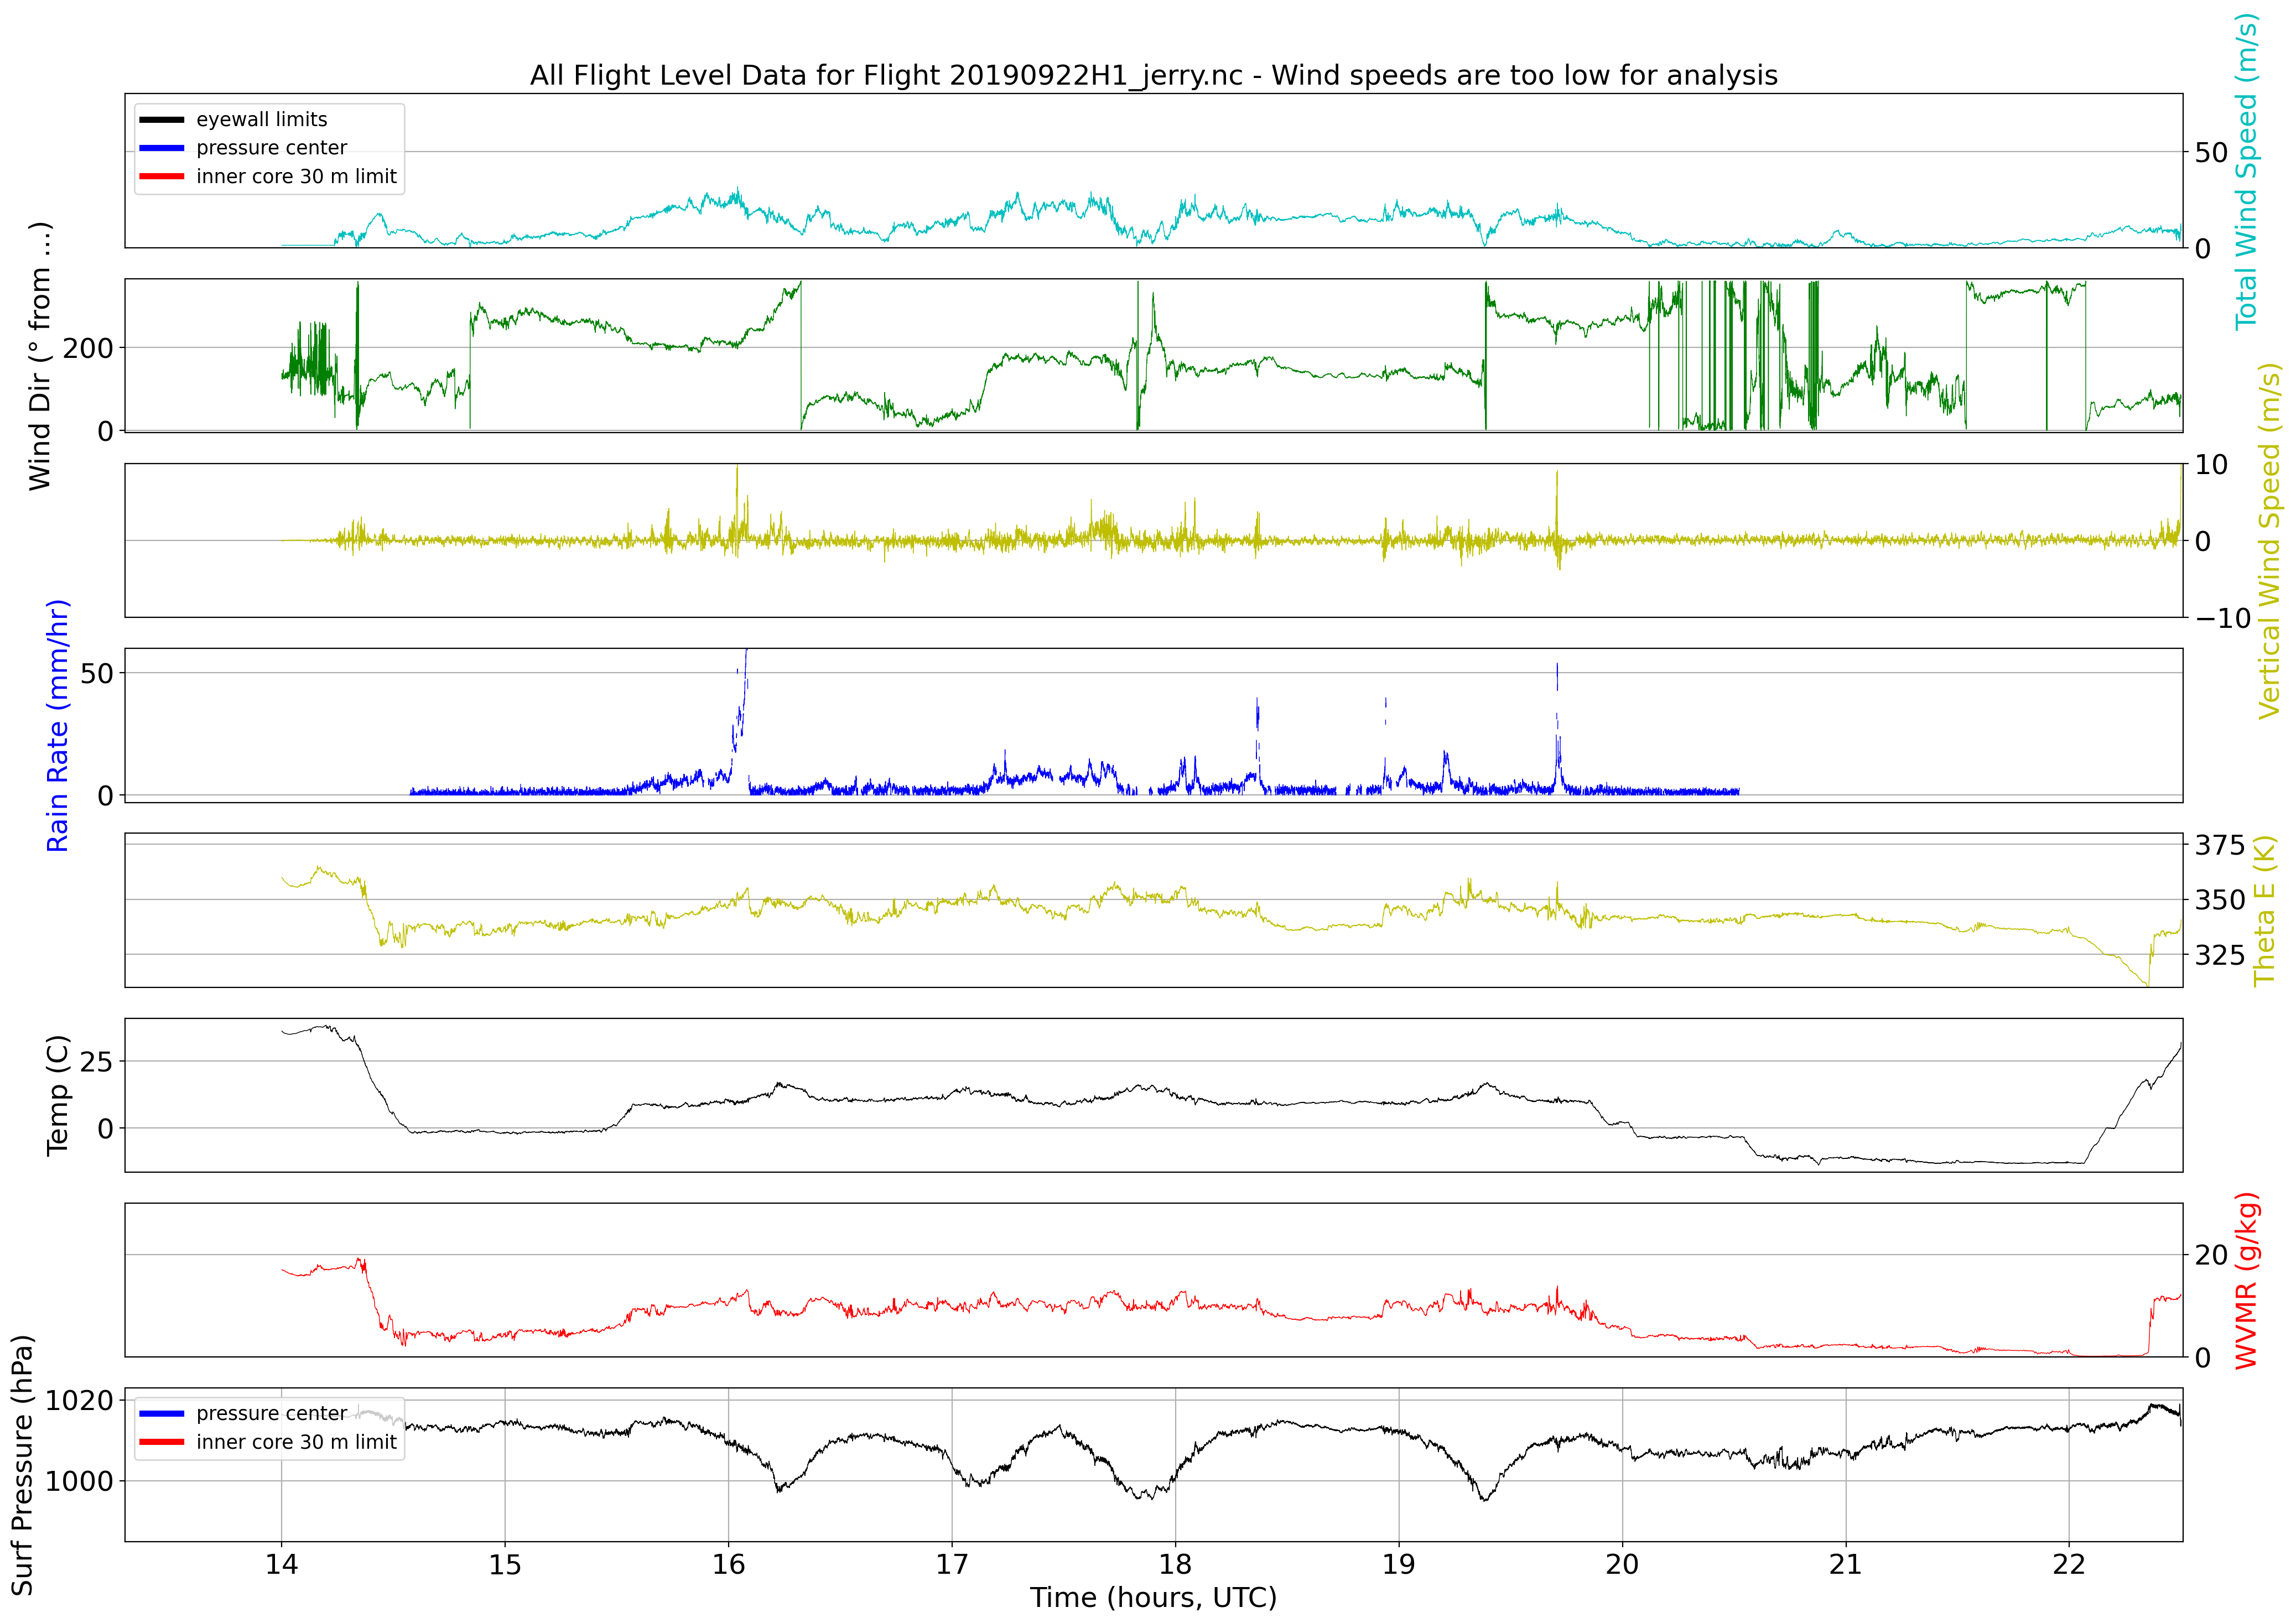 All Flight Level Data for Flight 20190922H1_jerry.nc - Wind speeds are too low for analysis
eyewall limits
pressure center
inner core 30 m limit
50
0
Total Wind Speed (m/s)
Wind Dir (° from ...)
200
0
10
0
−10
Vertical Wind Speed (m/s)
Rain Rate (mm/hr)
50
0
375
350
325
Theta E (K)
Temp (C)
25
0
20
0
WVMR (g/kg)
Surf Pressure (hPa)
1020
1000
pressure center
inner core 30 m limit
14 15 16 17 18 19 20 21 22
Time (hours, UTC)